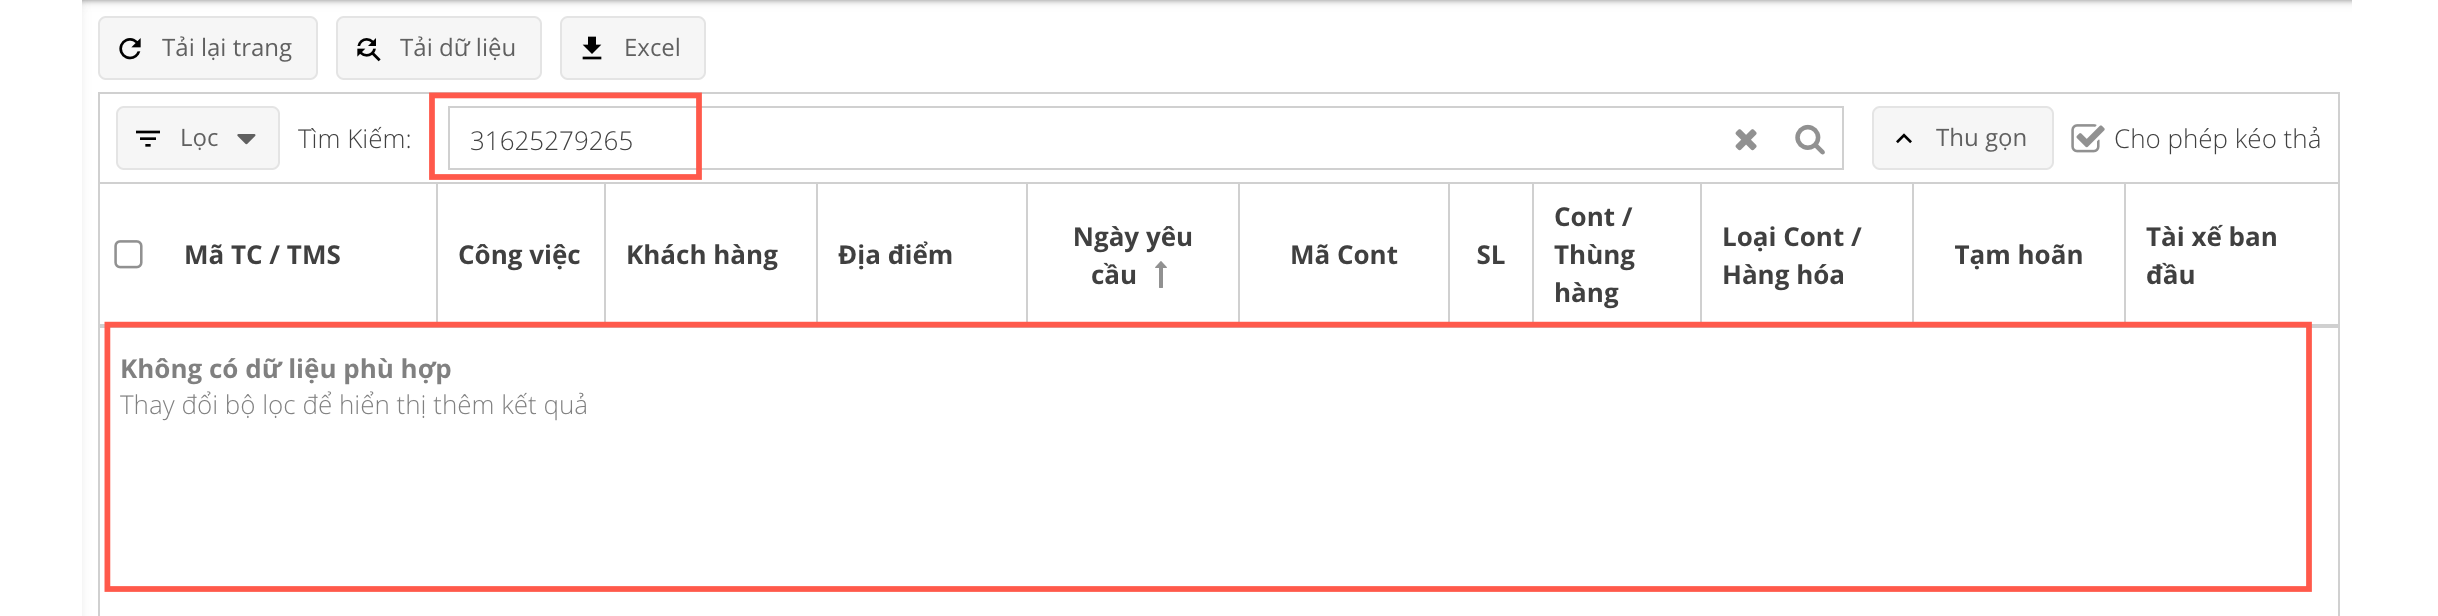 Tải lại trang
Tải dữ liệu
Excel
Lọc
Tìm Kiếm:
31625279265
Thu gọn
Cho phép kéo thả
Mã TC / TMS
Công việc
Khách hàng
Địa điểm
Ngày yêu
cầu
Mã Cont
SL
Cont /
Thùng
hàng
Loại Cont /
Hàng hóa
Tạm hoãn
Tài xế ban
đầu
Không có dữ liệu phù hợp
Thay đổi bộ lọc để hiển thị thêm kết quả